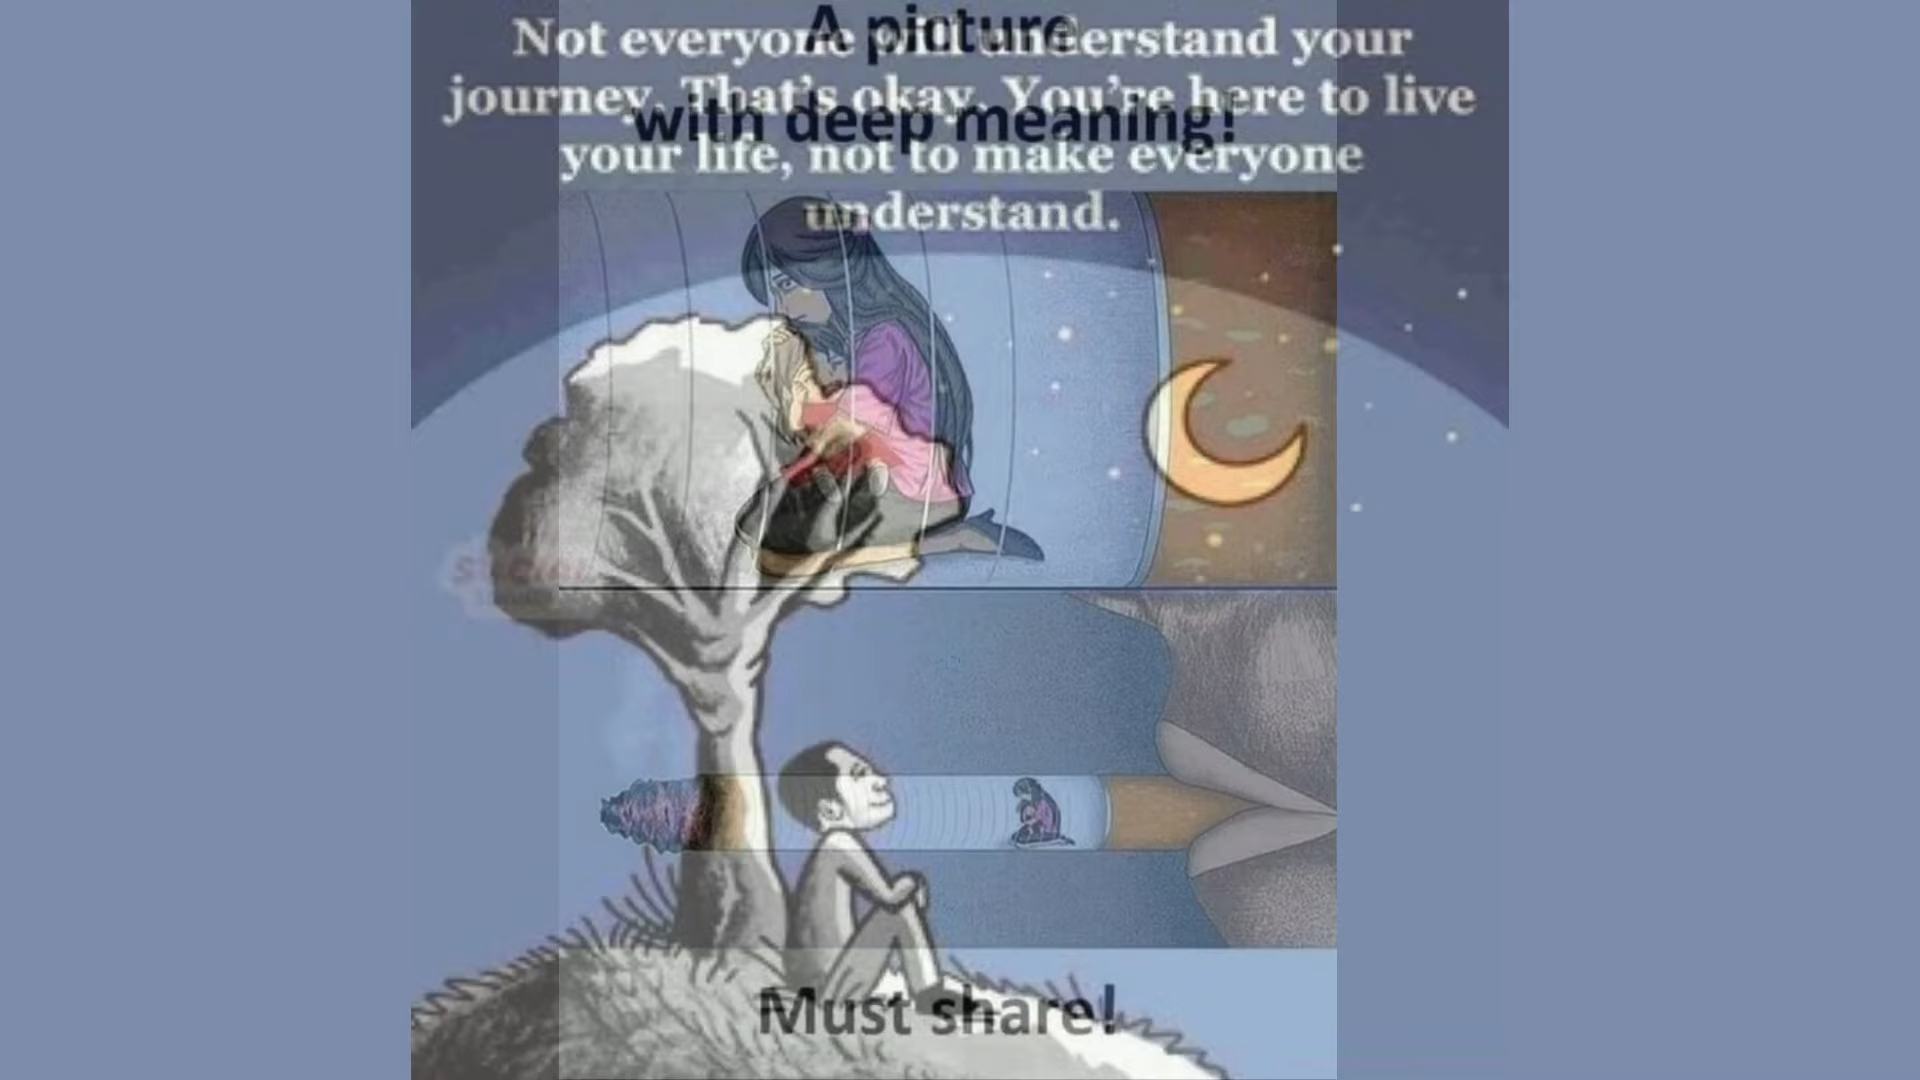 A picture
with deep meaning!
Not everyone will understand your
journey. That's okay. You're here to live
your life, not to make everyone
understand.
Must share!